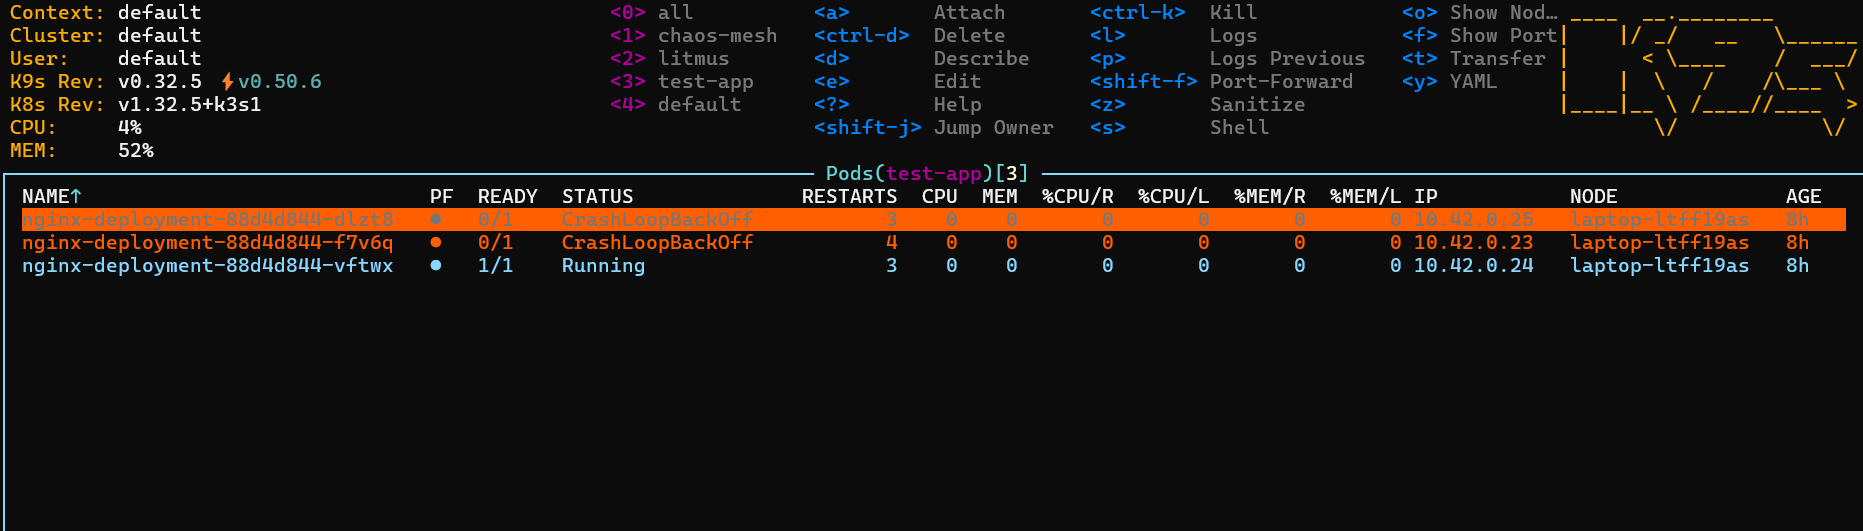 Context: default <0> all <a> Attach <ctrl-k> Kill <o> Show Nod…
Cluster: default <1> chaos-mesh <ctrl-d> Delete <l> Logs <f> Show Port
User: default <2> litmus <d> Describe <p> Logs Previous <t> Transfer
K9s Rev: v0.32.5 ⚡v0.50.6 <3> test-app <e> Edit <shift-f> Port-Forward <y> YAML
K8s Rev: v1.32.5+k3s1 <4> default <?> Help <z> Sanitize
CPU: 4% <shift-j> Jump Owner <s> Shell
MEM: 52%
Pods(test-app)[3]
NAME↑ PF READY STATUS RESTARTS CPU MEM %CPU/R %CPU/L %MEM/R %MEM/L IP NODE AGE
nginx-deployment-88d4d844-dlzt8 ● 0/1 CrashLoopBackOff 3 0 0 0 0 0 0 10.42.0.25 laptop-ltff19as 8h
nginx-deployment-88d4d844-f7v6q ● 0/1 CrashLoopBackOff 4 0 0 0 0 0 0 10.42.0.23 laptop-ltff19as 8h
nginx-deployment-88d4d844-vftwx ● 1/1 Running 3 0 0 0 0 0 0 10.42.0.24 laptop-ltff19as 8h